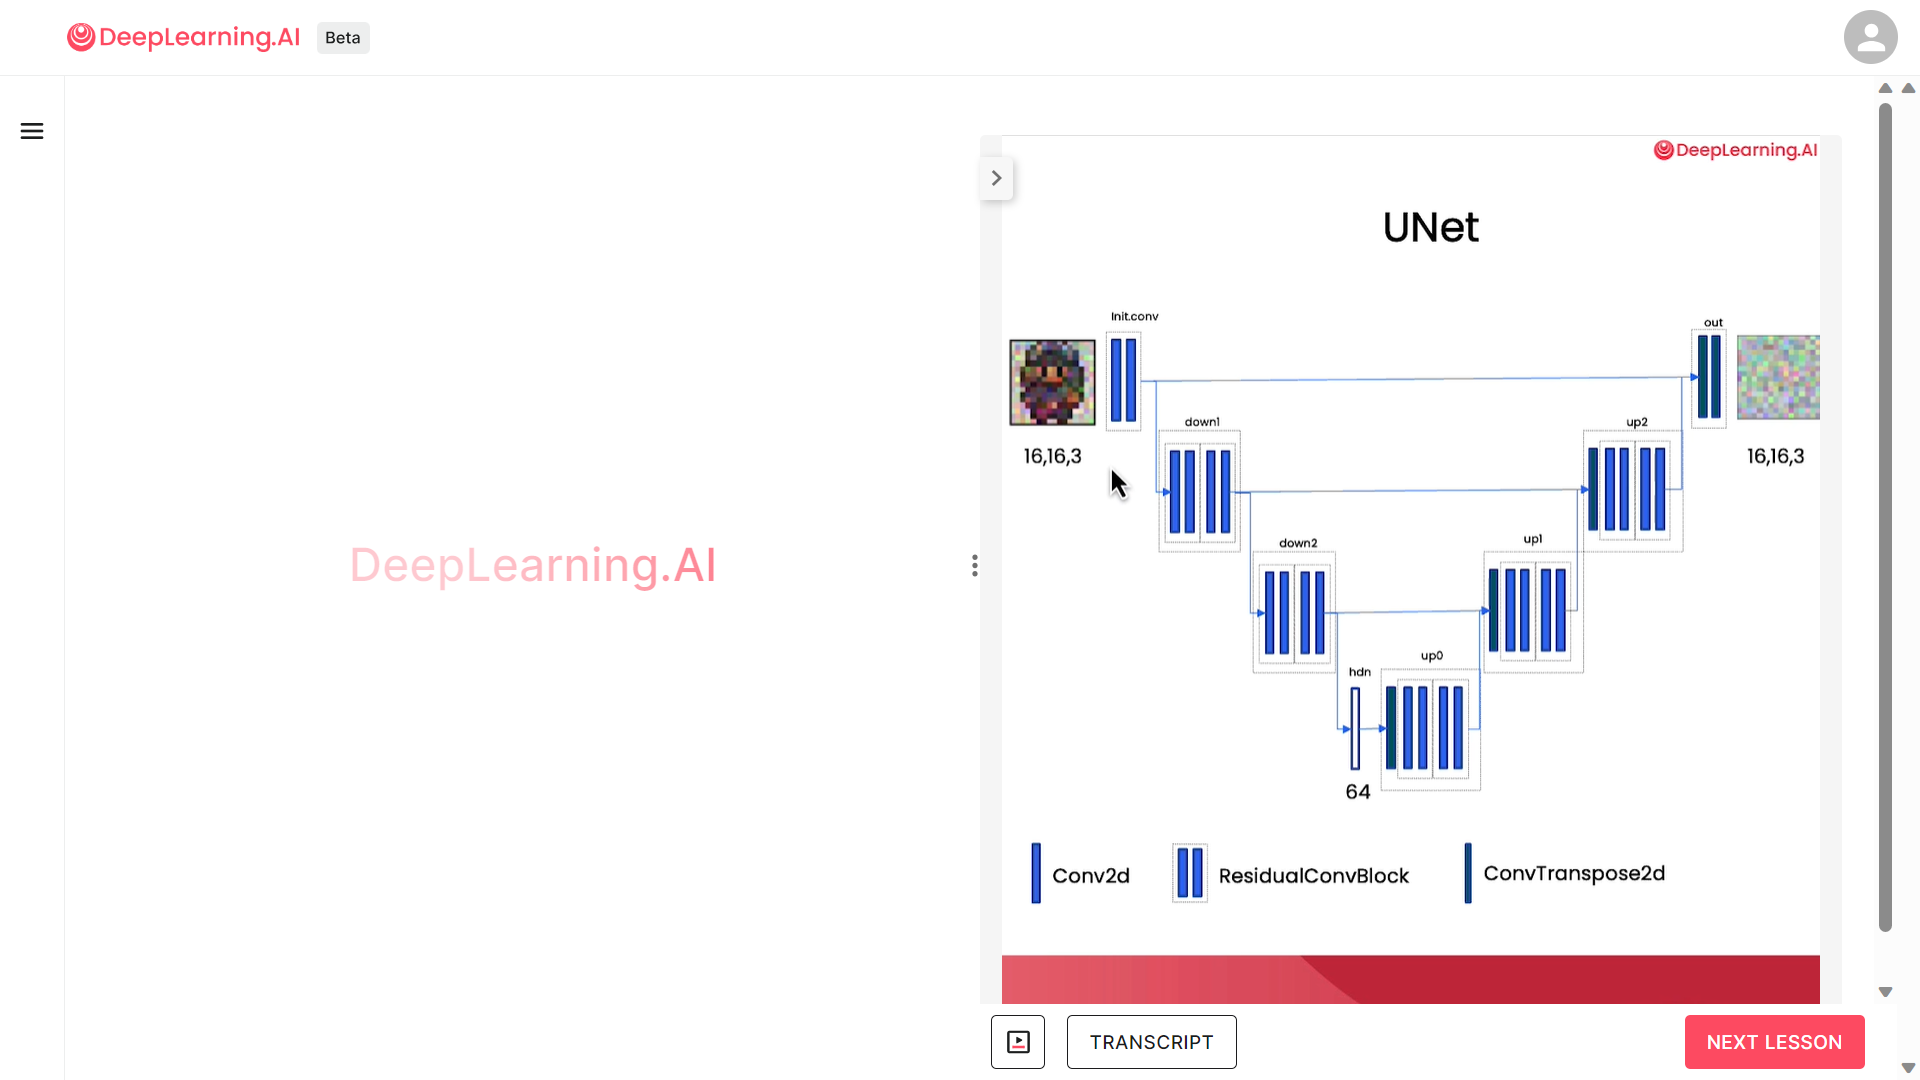 DeepLearning.AI Beta
DeepLearning.AI
UNet
Init.conv
out
16,16,3
down1
up2
16,16,3
DeepLearning.AI
down2
up1
hdn
up0
64
Conv2d
ResidualConvBlock
ConvTranspose2d
TRANSCRIPT
NEXT LESSON